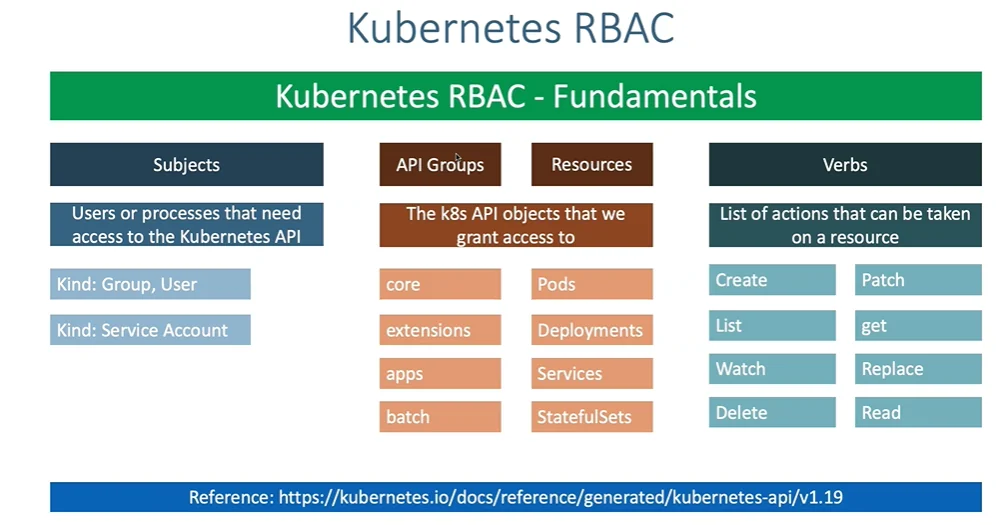 Kubernetes RBAC
Kubernetes RBAC - Fundamentals
Subjects
Users or processes that need
access to the Kubernetes API
Kind: Group, User
Kind: Service Account
API Groups
Resources
The k8s API objects that we
grant access to
core
Pods
extensions
Deployments
apps
Services
batch
StatefulSets
Verbs
List of actions that can be taken
on a resource
Create
Patch
List
get
Watch
Replace
Delete
Read
Reference: https://kubernetes.io/docs/reference/generated/kubernetes-api/v1.19